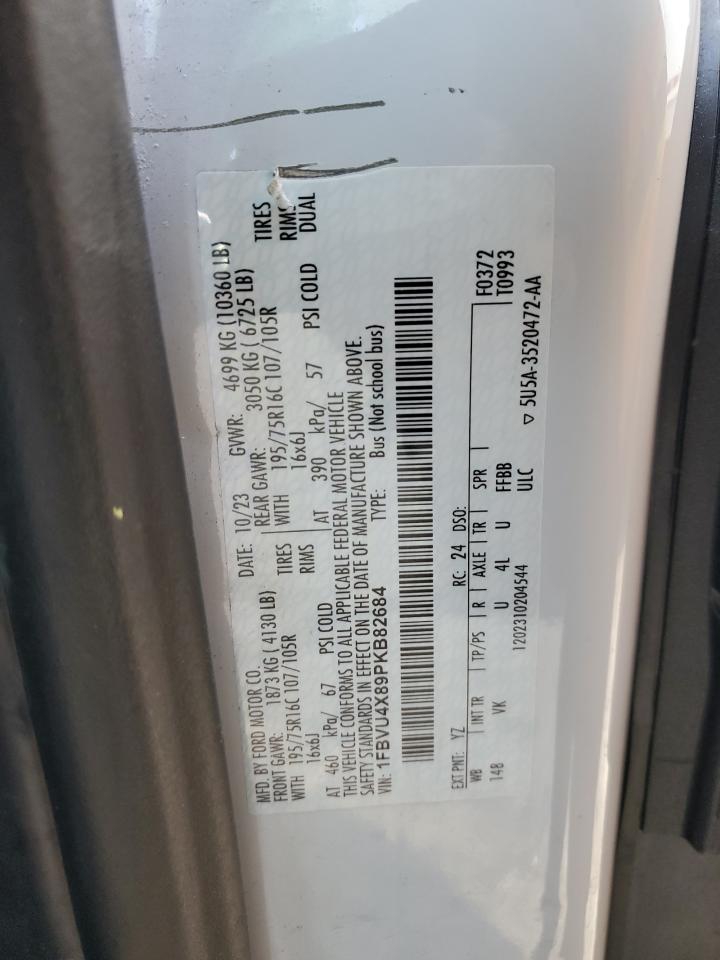 MFD. BY FORD MOTOR CO. DATE: 10/23 GVWR: 4699 KG (10360 LB)
FRONT GAWR: 1873 KG ( 4130 LB) REAR GAWR: 3050 KG ( 6725 LB)
WITH 195/75R16C 107/105R TIRES WITH 195/75R16C 107/105R TIRES
16x6J RIMS 16x6J RIMS
AT 460 kPa/ 67 PSI COLD AT 390 kPa/ 57 PSI COLD DUAL
THIS VEHICLE CONFORMS TO ALL APPLICABLE FEDERAL MOTOR VEHICLE
SAFETY STANDARDS IN EFFECT ON THE DATE OF MANUFACTURE SHOWN ABOVE.
VIN: 1FBVU4X89PKB82684 TYPE: Bus (Not school bus)
EXT PNT: YZ RC: 24 DSO: F0372
WB INT TR TP/PS R AXLE TR SPR T0993
148 VK U 4L U FFBB
1202310204544 ULC ▽ 5U5A-3520472-AA